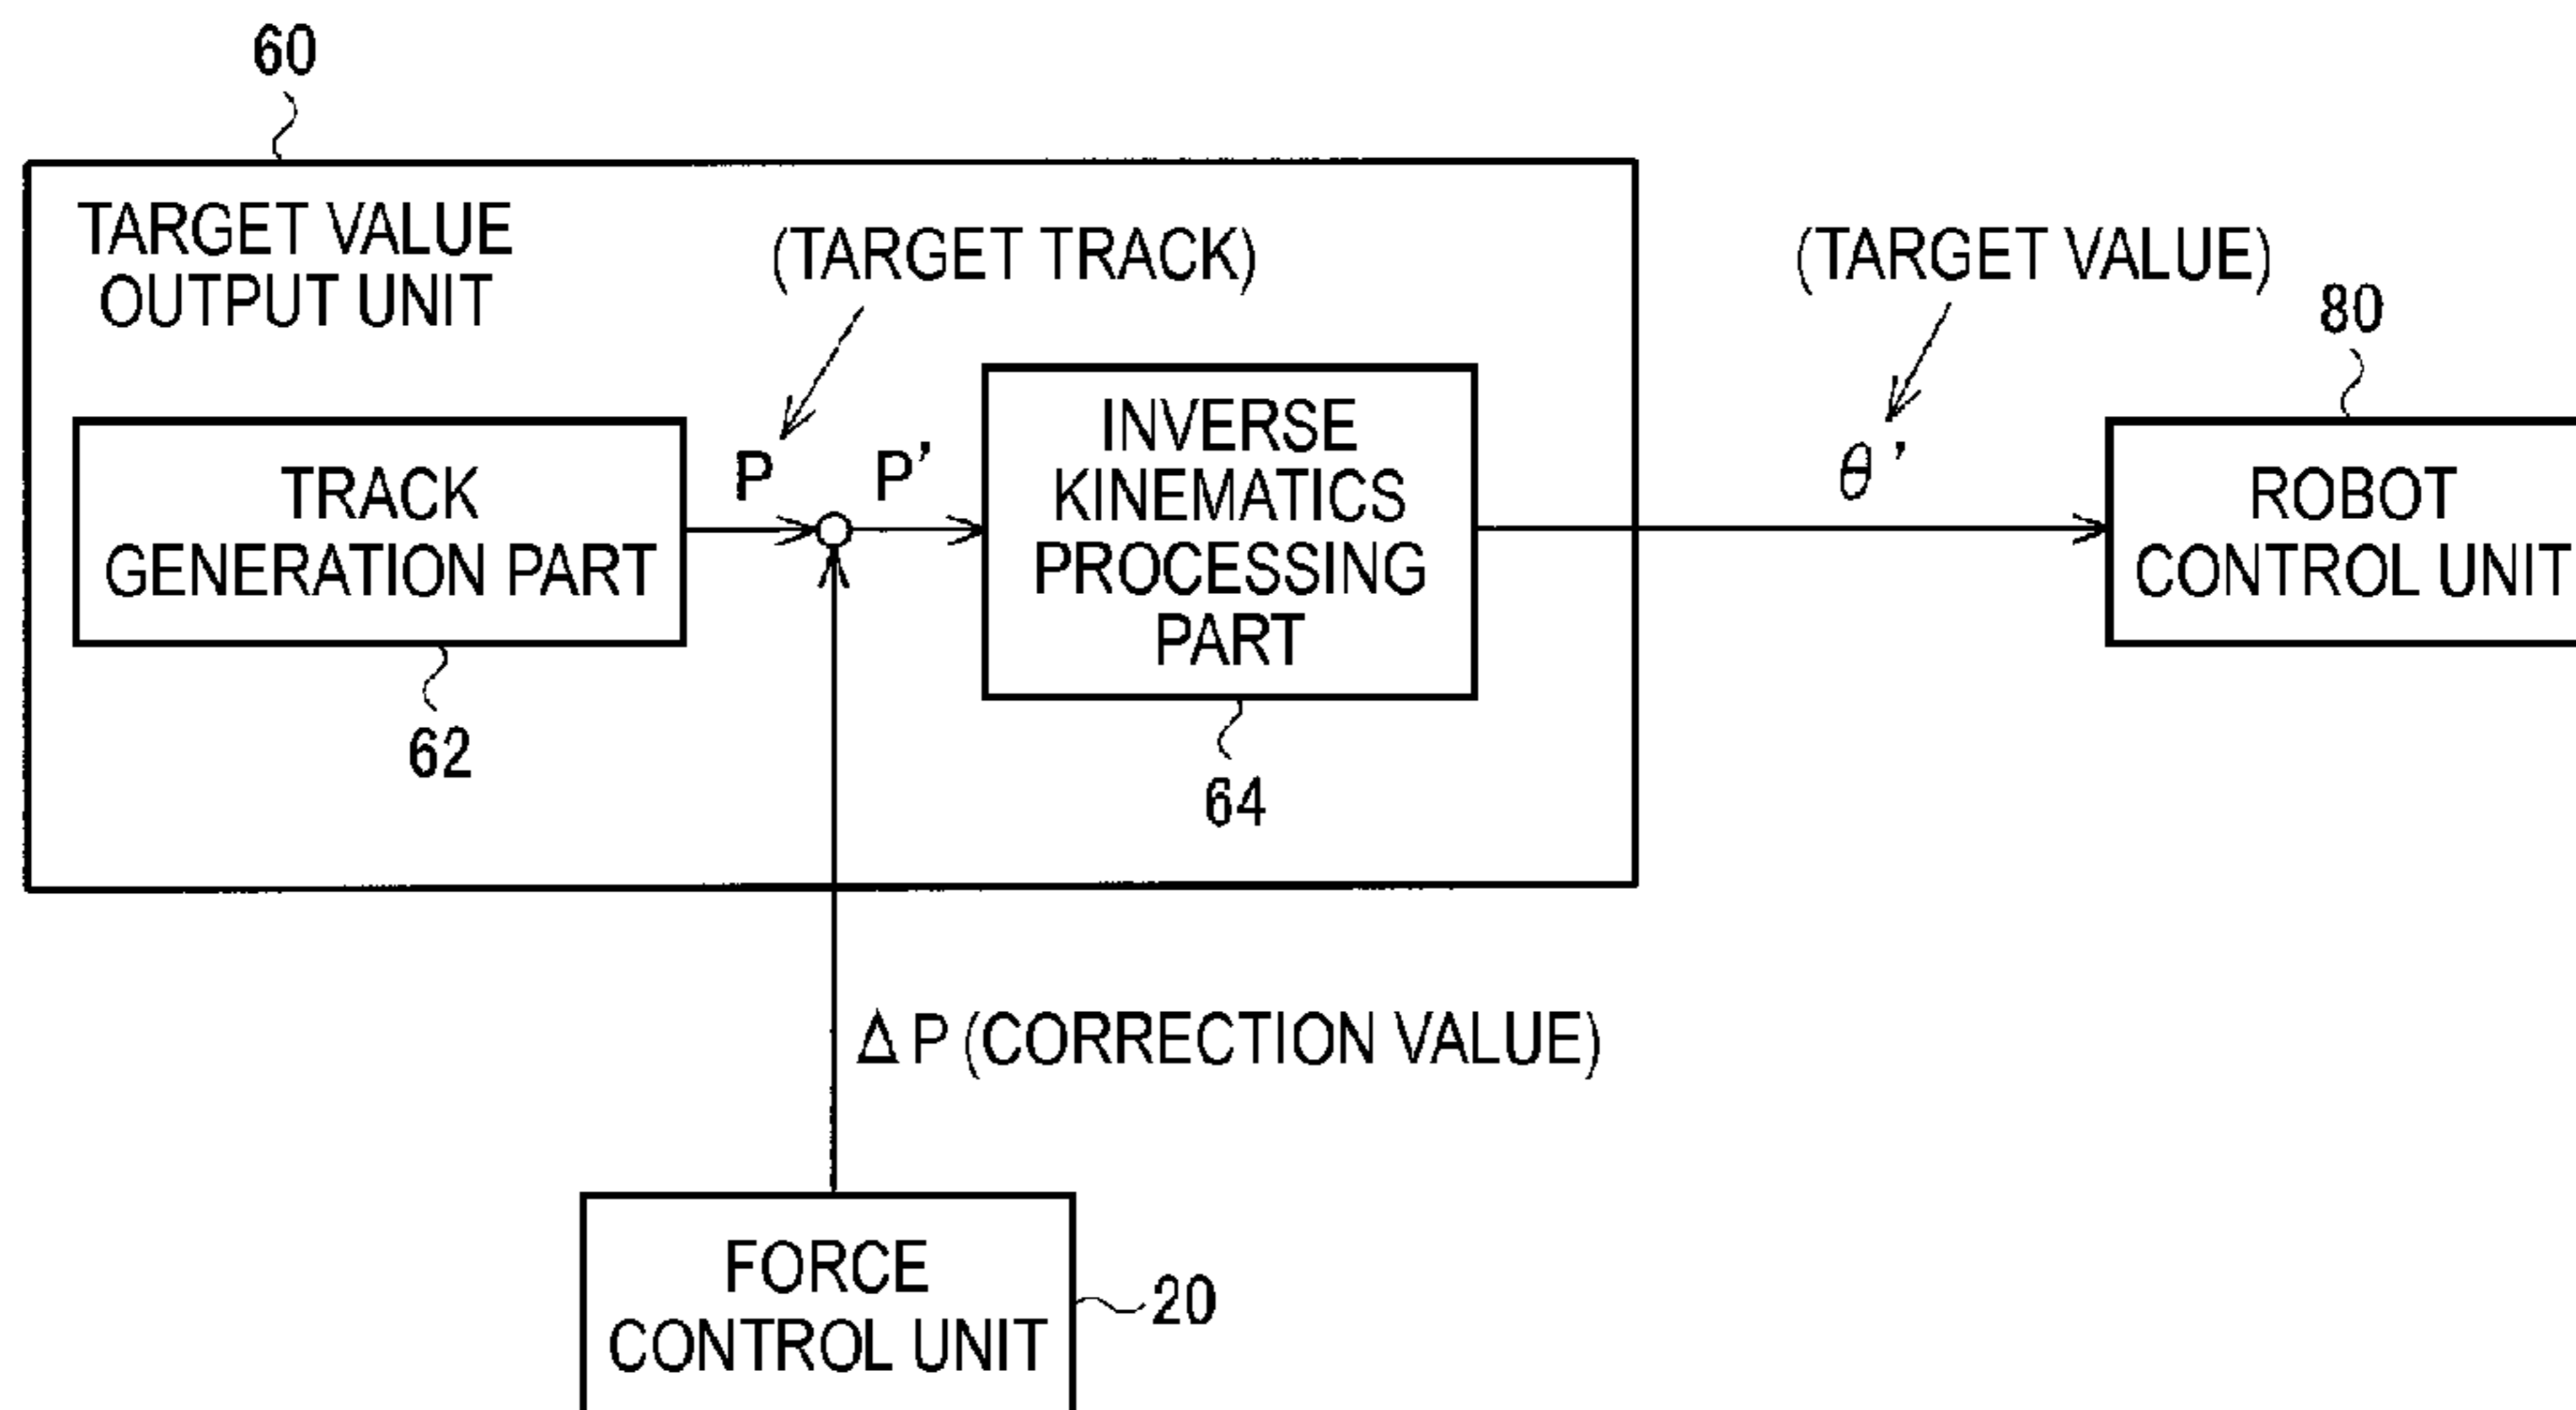 60
TARGET VALUE
OUTPUT UNIT
(TARGET TRACK)
(TARGET VALUE)
80
TRACK
GENERATION PART
P
P'
INVERSE
KINEMATICS
PROCESSING
PART
θ'
ROBOT
CONTROL UNIT
62
64
ΔP (CORRECTION VALUE)
FORCE
CONTROL UNIT
20